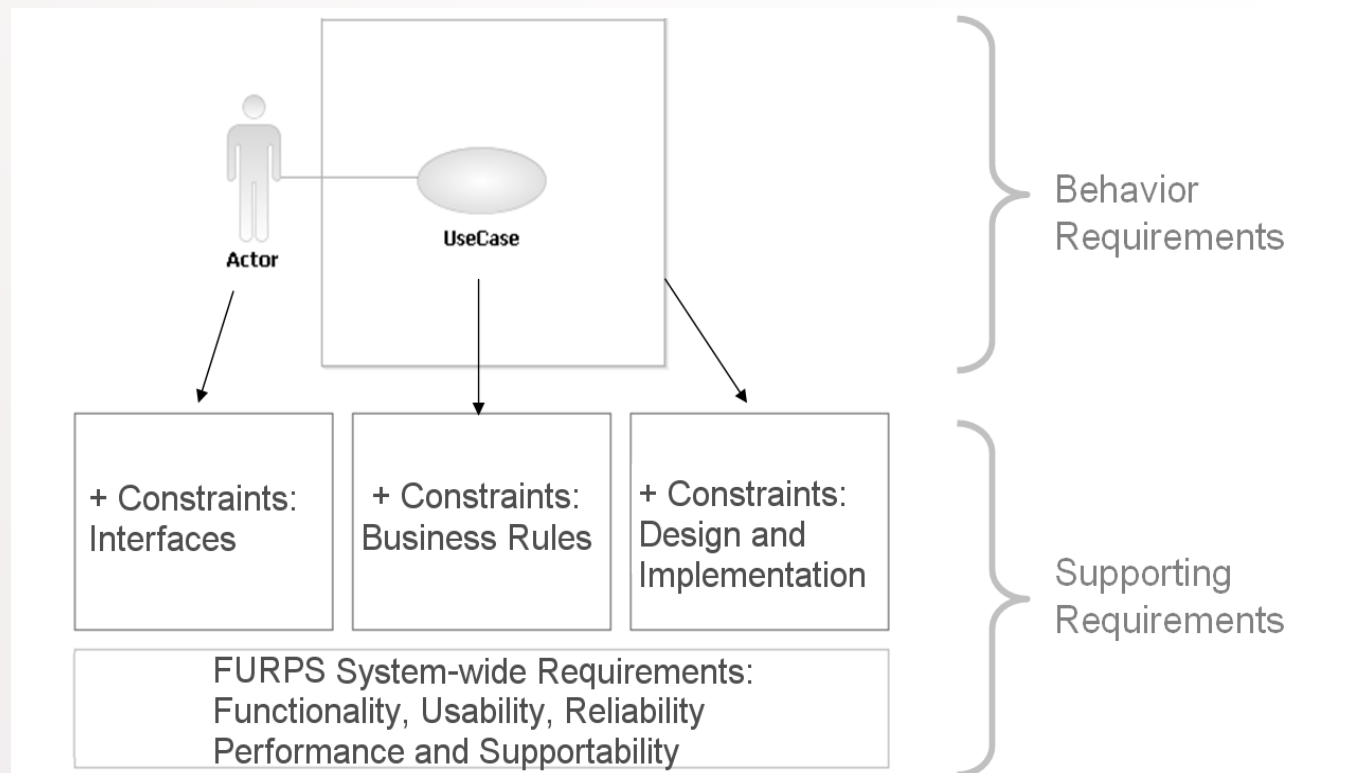 Actor
UseCase
Behavior
Requirements
+ Constraints:
Interfaces
+ Constraints:
Business Rules
+ Constraints:
Design and
Implementation
FURPS System-wide Requirements:
Functionality, Usability, Reliability
Performance and Supportability
Supporting
Requirements